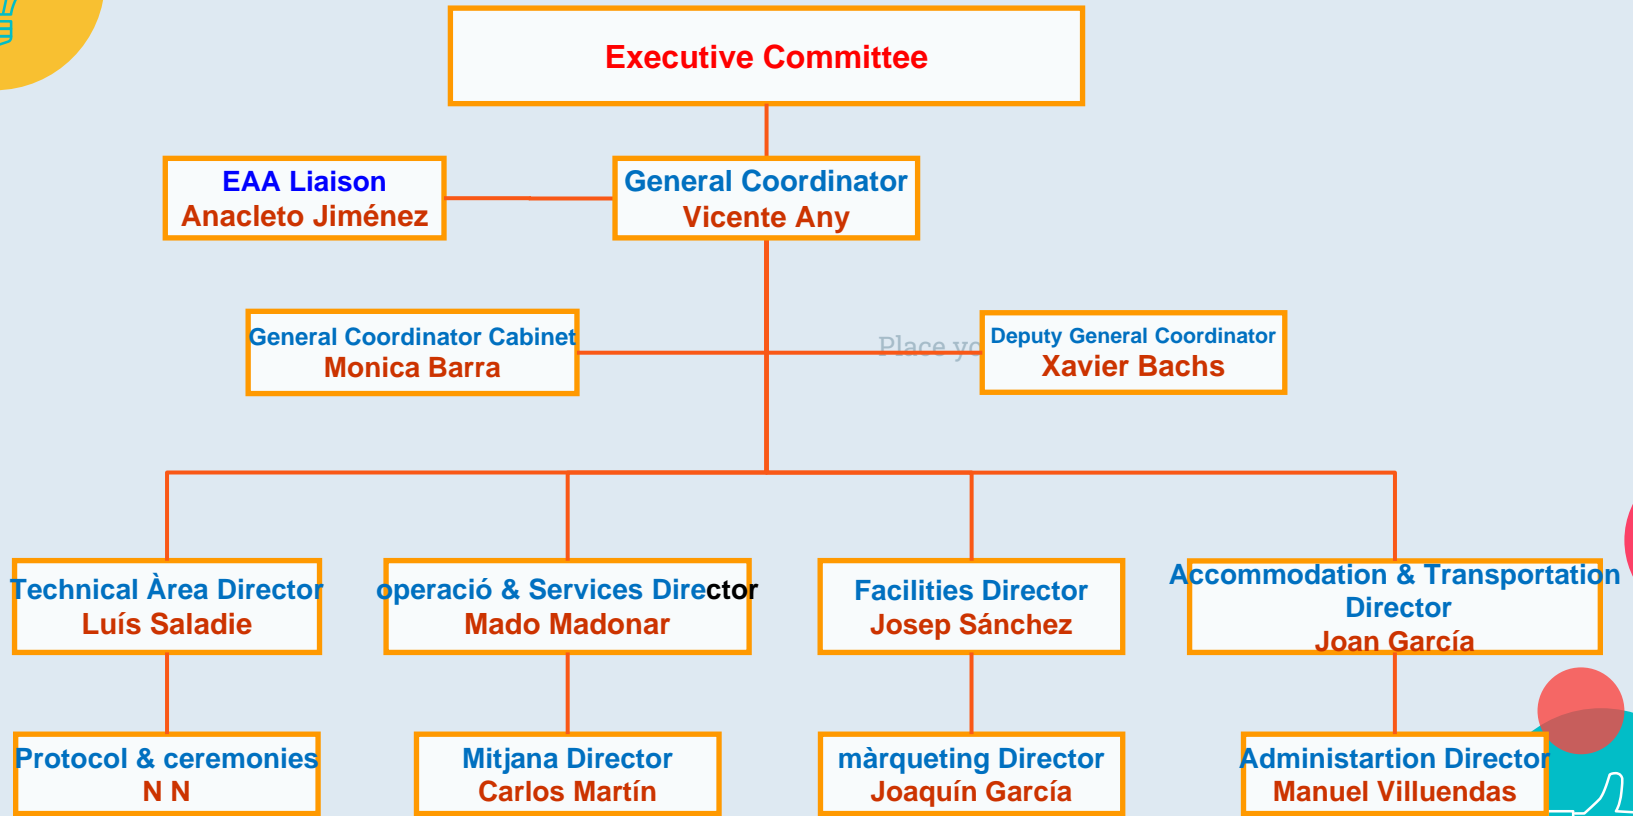 Executive Committee
EAA Liaison
Anacleto Jiménez
General Coordinator
Vicente Any
General Coordinator Cabinet
Monica Barra
Place yo
Deputy General Coordinator
Xavier Bachs
Technical Àrea Director
Luís Saladie
operació & Services Director
Mado Madonar
Facilities Director
Josep Sánchez
Accommodation & Transportation
Director
Joan García
Protocol & ceremonies
N N
Mitjana Director
Carlos Martín
màrqueting Director
Joaquín García
Administartion Director
Manuel Villuendas